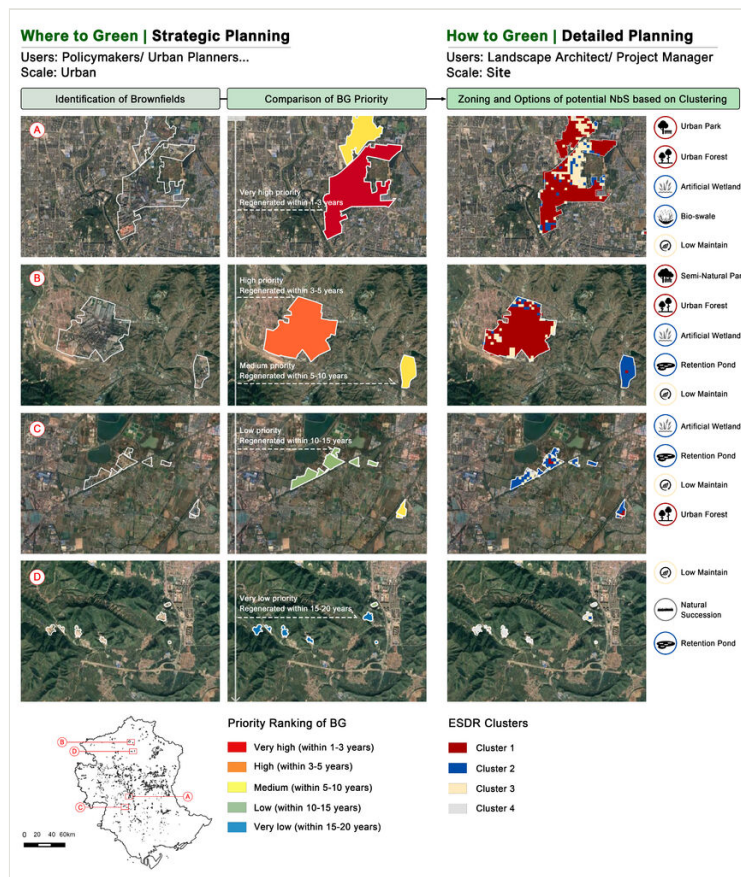 Where to Green | Strategic Planning
Users: Policymakers/ Urban Planners...
Scale: Urban
How to Green | Detailed Planning
Users: Landscape Architect/ Project Manager
Scale: Site
Identification of Brownfields
Comparison of BG Priority
Zoning and Options of potential NbS based on Clustering
A
Very high priority
Regenerated within 1-3 years
Urban Park
Urban Forest
Artificial Wetland
Bio-swale
Low Maintain
B
High priority
Regenerated within 3-5 years
Medium priority
Regenerated within 5-10 years
Semi-Natural Par
Urban Forest
Artificial Wetland
Retention Pond
Low Maintain
C
Low priority
Regenerated within 10-15 years
Artificial Wetland
Retention Pond
Low Maintain
Urban Forest
D
Very low priority
Regenerated within 15-20 years
Low Maintain
Natural
Succession
Retention Pond
B
D
A
C
0 20 40 60km
Priority Ranking of BG
Very high (within 1-3 years)
High (within 3-5 years)
Medium (within 5-10 years)
Low (within 10-15 years)
Very low (within 15-20 years)
ESDR Clusters
Cluster 1
Cluster 2
Cluster 3
Cluster 4